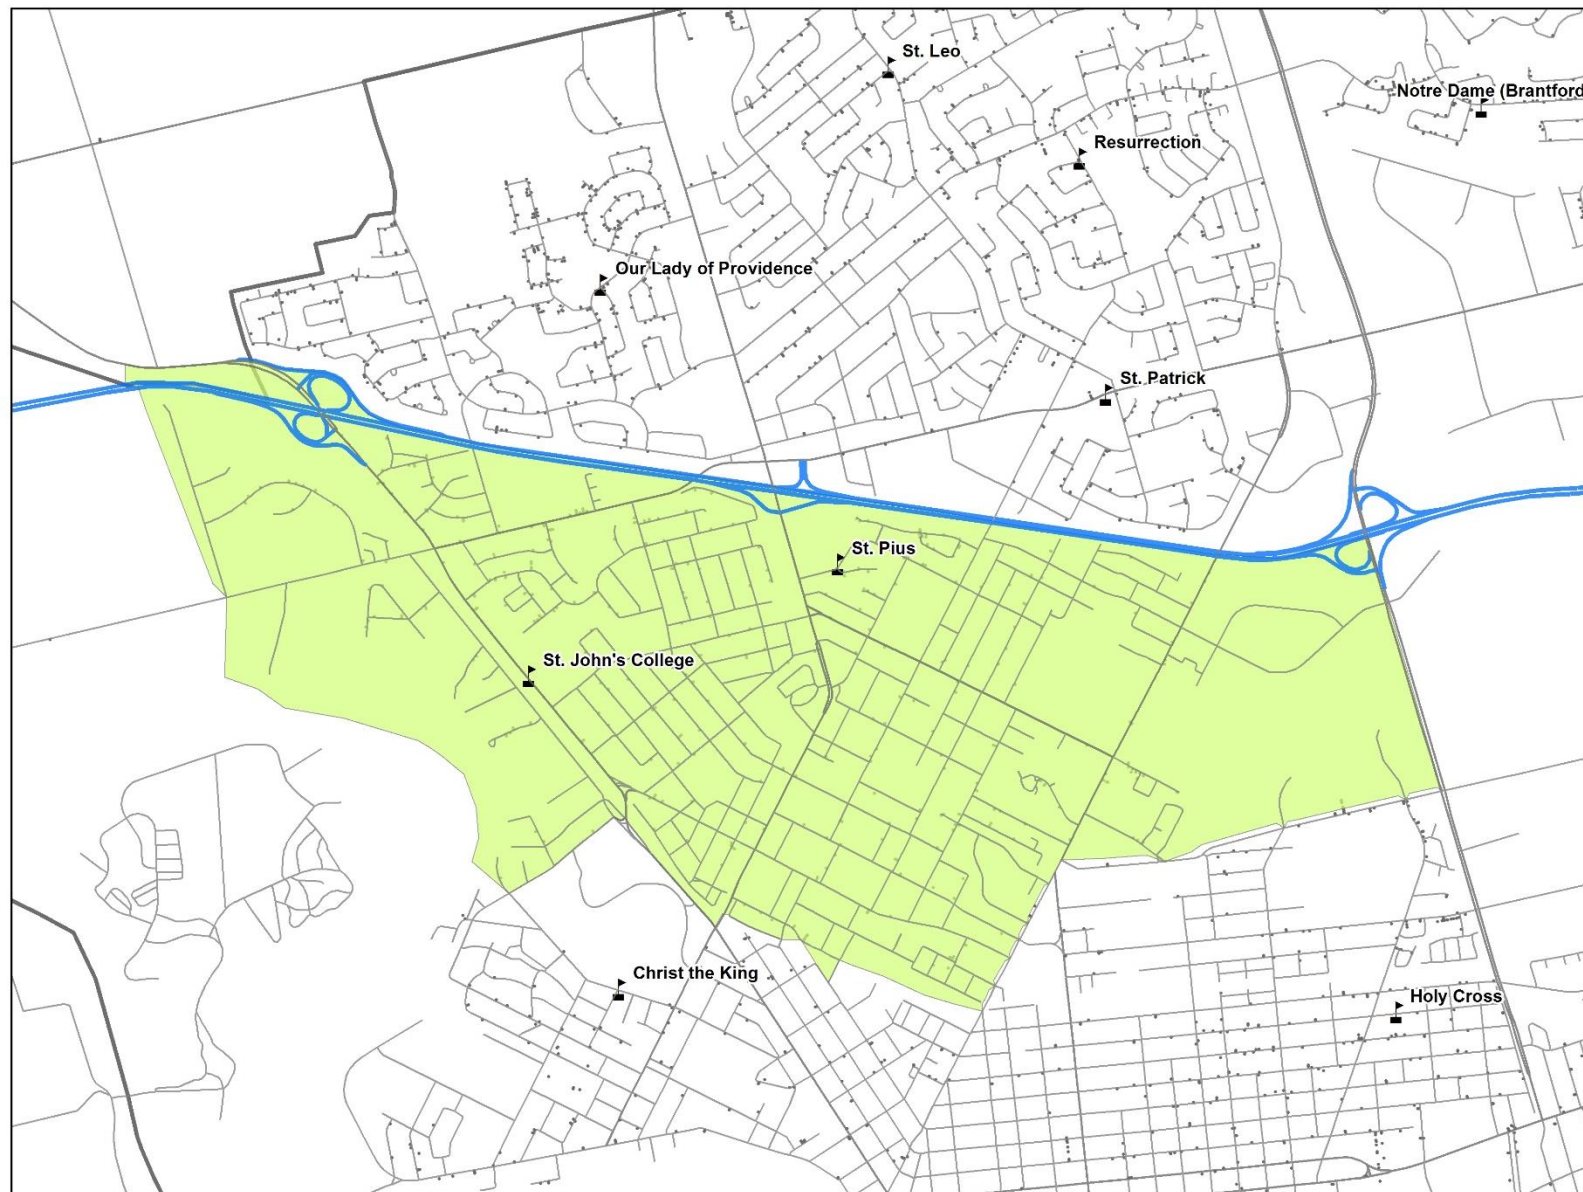 St. Leo
Notre Dame (Brantford
Resurrection
Our Lady of Providence
St. Patrick
St. Pius
St. John's College
Christ the King
Holy Cross